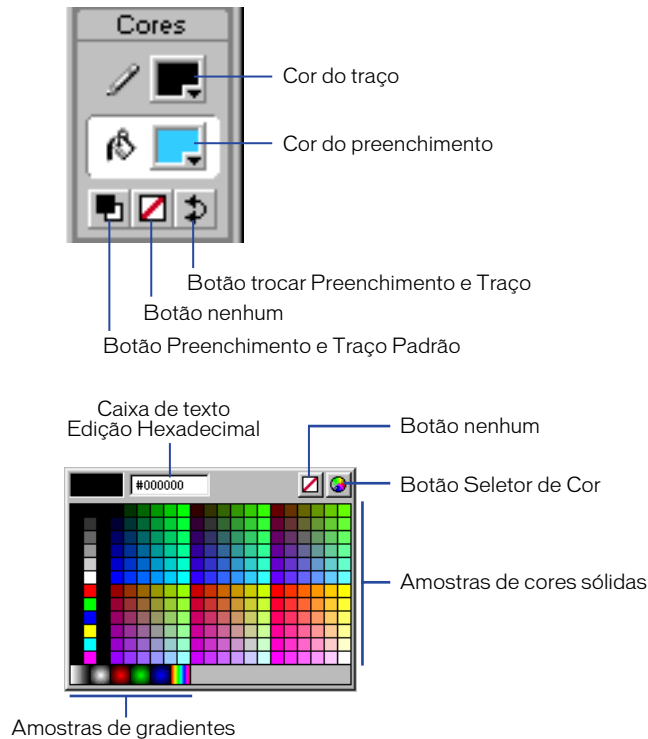 Cores
Cor do traço
Cor do preenchimento
Botão trocar Preenchimento e Traço
Botão nenhum
Botão Preenchimento e Traço Padrão
Caixa de texto
Edição Hexadecimal
Botão nenhum
#000000
Botão Seletor de Cor
Amostras de cores sólidas
Amostras de gradientes